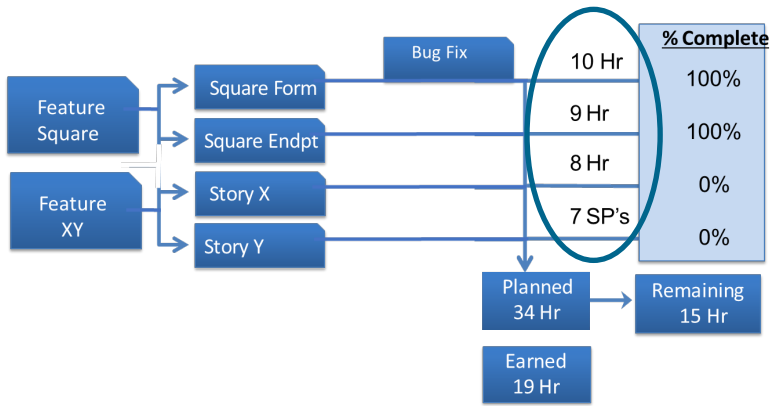 % Complete
Bug Fix
10 Hr
100%
Feature
Square
Square Form
9 Hr
100%
Square Endpt
8 Hr
0%
Feature
XY
Story X
7 SP's
0%
Story Y
Planned
34 Hr
Remaining
15 Hr
Earned
19 Hr